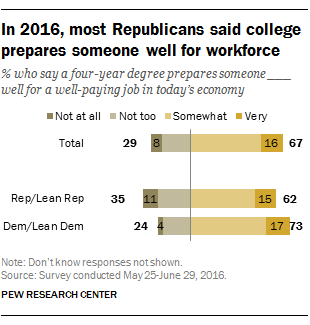 In 2016, most Republicans said college
prepares someone well for workforce
% who say a four-year degree prepares someone ___
well for a well-paying job in today's economy
Not at all Not too Somewhat Very
Total 29 8 16 67
Rep/Lean Rep 35 11 15 62
Dem/Lean Dem 24 4 17 73
Note: Don't know responses not shown.
Source: Survey conducted May 25-June 29, 2016.
PEW RESEARCH CENTER